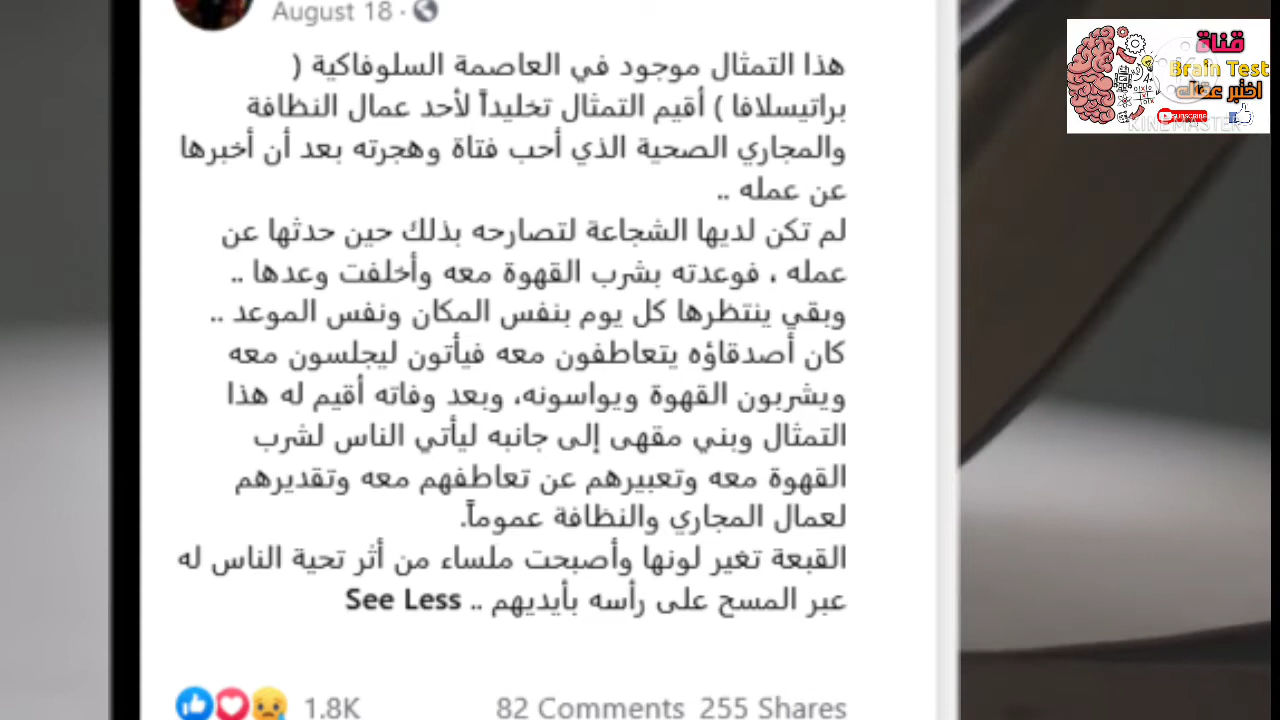 August 18 ·
هذا التمثال موجود في العاصمة السلوفاكية (
براتيسلافا ) أقيم التمثال تخليداً لأحد عمال النظافة
والمجاري الصحية الذي أحب فتاة وهجرته بعد أن أخبرها
عن عمله ..
لم تكن لديها الشجاعة لتصارحه بذلك حين حدثها عن
عمله ، فوعدته بشرب القهوة معه وأخلفت وعدها ..
وبقي ينتظرها كل يوم بنفس المكان ونفس الموعد ..
كان أصدقاؤه يتعاطفون معه فيأتون ليجلسون معه
ويشربون القهوة ويواسونه، وبعد وفاته أقيم له هذا
التمثال وبني مقهى إلى جانبه ليأتي الناس لشرب
القهوة معه وتعبيرهم عن تعاطفهم معه وتقديرهم
لعمال المجاري والنظافة عموماً.
القبعة تغير لونها وأصبحت ملساء من أثر تحية الناس له
عبر المسح على رأسه بأيديهم .. See Less
1.8K 82 Comments 255 Shares
قناة
Brain Test
اختبر عقلك
SUBSCRIBE
KINEMASTER